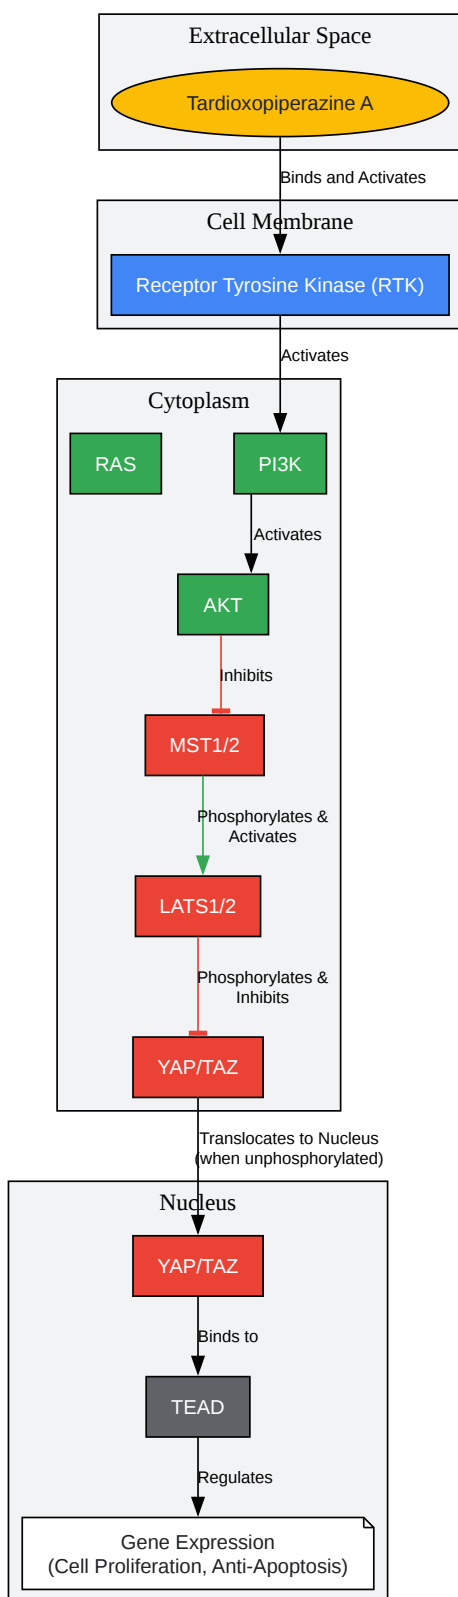 Extracellular Space
Tardioxopiperazine A
Binds and Activates
Cell Membrane
Receptor Tyrosine Kinase (RTK)
Activates
Cytoplasm
RAS
PI3K
Activates
AKT
Inhibits
MST1/2
Phosphorylates &
Activates
LATS1/2
Phosphorylates &
Inhibits
YAP/TAZ
Translocates to Nucleus
(when unphosphorylated)
Nucleus
YAP/TAZ
Binds to
TEAD
Regulates
Gene Expression
(Cell Proliferation, Anti-Apoptosis)